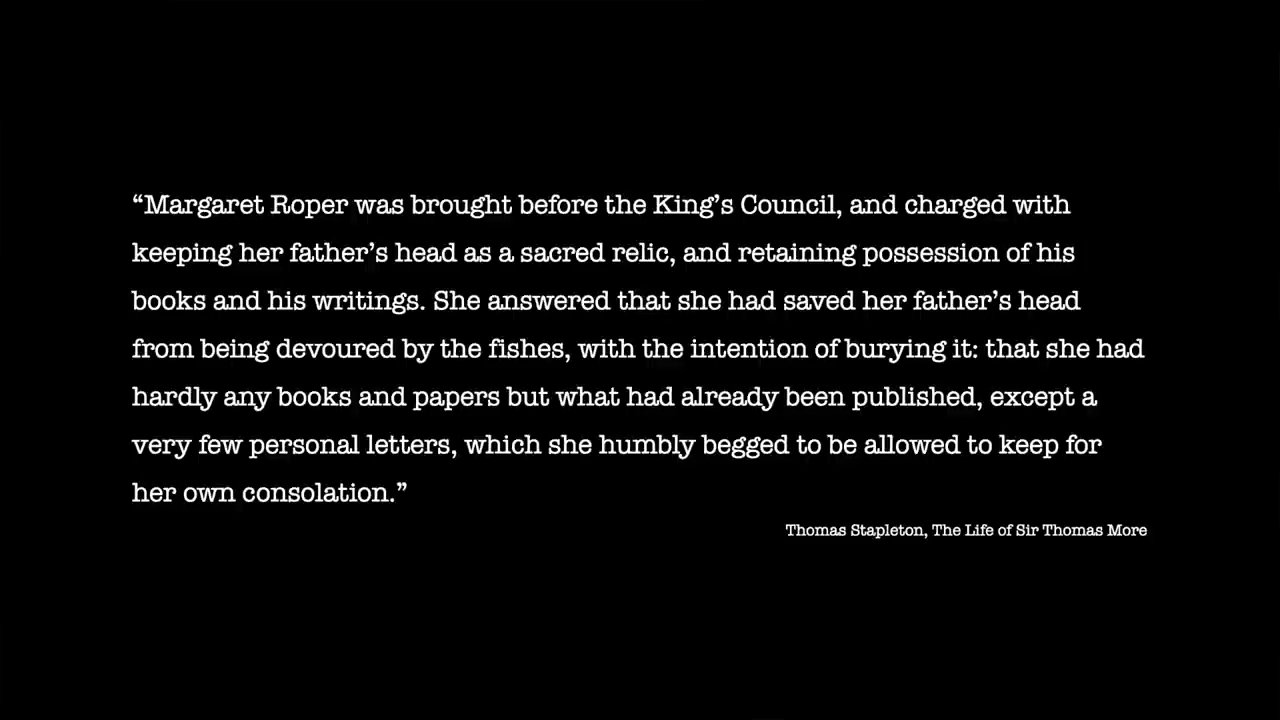 “Margaret Roper was brought before the King’s Council, and charged with
keeping her father’s head as a sacred relic, and retaining possession of his
books and his writings. She answered that she had saved her father’s head
from being devoured by the fishes, with the intention of burying it: that she had
hardly any books and papers but what had already been published, except a
very few personal letters, which she humbly begged to be allowed to keep for
her own consolation.”
Thomas Stapleton, The Life of Sir Thomas More